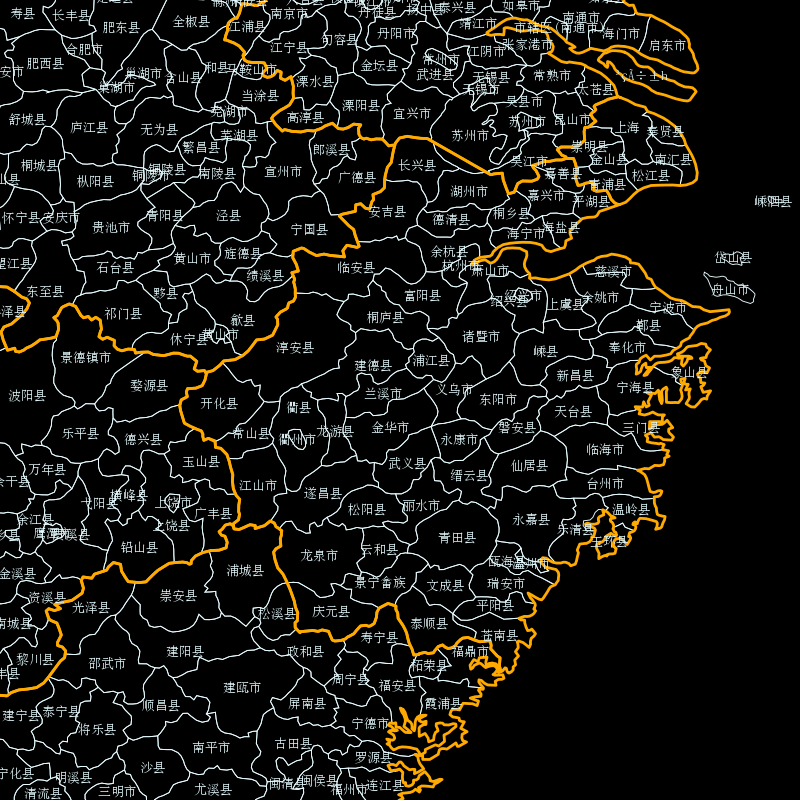 寿县
长丰县
肥东县
全椒县
江浦县
南京市
句容县
丹阳市
扬中市
泰兴县
靖江市
如皋市
南通市
南通市
海门市
启东市
市辖区
张家港市
江阴市
合肥市
肥西县
巢湖市
巢湖市
含山县
和县
马鞍山市
江宁县
溧水县
金坛县
常州市
武进县
无锡县
无锡市
常熟市
太仓县
当涂县
芜湖市
芜湖县
高淳县
溧阳县
宜兴市
吴县市
苏州市
苏州市
昆山市
吴江市
上海
崇明县
奉贤县
金山县
南汇县
青浦县
松江县
舒城县
庐江县
无为县
繁昌县
铜陵县
铜陵市
南陵县
桐城县
枞阳县
宣州市
郎溪县
广德县
长兴县
湖州市
嘉善县
嘉兴市
平湖县
桐乡县
海盐县
海宁市
德清县
安吉县
嵊泗县
怀宁县
安庆市
贵池市
青阳县
泾县
宁国县
黄山市
旌德县
绩溪县
石台县
黟县
东至县
望江县
祁门县
歙县
黄山市
休宁县
临安县
余杭县
杭州市
萧山市
富阳县
桐庐县
绍兴市
绍兴县
上虞县
余姚市
慈溪市
宁波市
鄞县
岱山县
舟山市
淳安县
建德县
浦江县
诸暨市
嵊县
奉化市
新昌县
宁海县
象山县
景德镇市
婺源县
波阳县
乐平县
德兴县
开化县
衢县
衢州市
常山县
龙游县
兰溪市
金华市
义乌市
东阳市
磐安县
天台县
三门县
永康市
武义县
缙云县
仙居县
临海市
台州市
温岭县
玉环县
万年县
余干县
弋阳县
横峰县
上饶市
上饶县
玉山县
广丰县
江山市
遂昌县
松阳县
丽水市
永嘉县
乐清县
余江县
铅山县
浦城县
龙泉市
云和县
青田县
瓯海县
温州市
金溪县
资溪县
光泽县
崇安县
松溪县
庆元县
景宁畲族
文成县
瑞安市
平阳县
泰顺县
苍南县
福鼎市
南城县
黎川县
邵武市
建阳县
政和县
寿宁县
柘荣县
周宁县
福安县
霞浦县
建瓯市
屏南县
宁德市
建宁县
泰宁县
将乐县
顺昌县
南平市
古田县
罗源县
宁化县
明溪县
沙县
清流县
三明市
尤溪县
闽清县
闽侯县
福州市
连江县